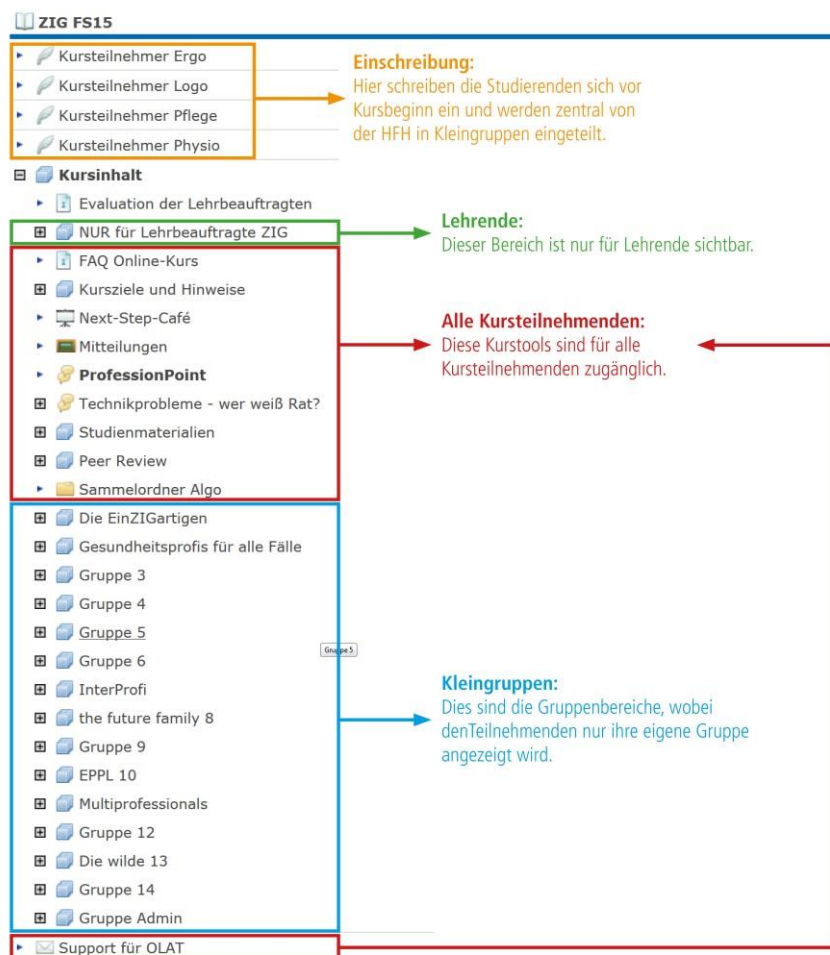 ZIG FS15
Kursteilnehmer Ergo
Kursteilnehmer Logo
Kursteilnehmer Pflege
Kursteilnehmer Physio
Einschreibung:
Hier schreiben die Studierenden sich vor
Kursbeginn ein und werden zentral von
der HFH in Kleingruppen eingeteilt.
Kursinhalt
Evaluation der Lehrbeauftragten
NUR für Lehrbeauftragte ZIG
Lehrende:
Dieser Bereich ist nur für Lehrende sichtbar.
FAQ Online-Kurs
Kursziele und Hinweise
Next-Step-Café
Mitteilungen
ProfessionPoint
Technikprobleme - wer weiß Rat?
Studienmaterialien
Peer Review
Sammelordner Algo
Alle Kursteilnehmenden:
Diese Kurstools sind für alle
Kursteilnehmenden zugänglich.
Die EinZIGartigen
Gesundheitsprofis für alle Fälle
Gruppe 3
Gruppe 4
Gruppe 5
Gruppe 5
Gruppe 6
InterProfi
the future family 8
Gruppe 9
EPPL 10
Multiprofessionals
Gruppe 12
Die wilde 13
Gruppe 14
Gruppe Admin
Kleingruppen:
Dies sind die Gruppenbereiche, wobei
denTeilnehmenden nur ihre eigene Gruppe
angezeigt wird.
Support für OLAT